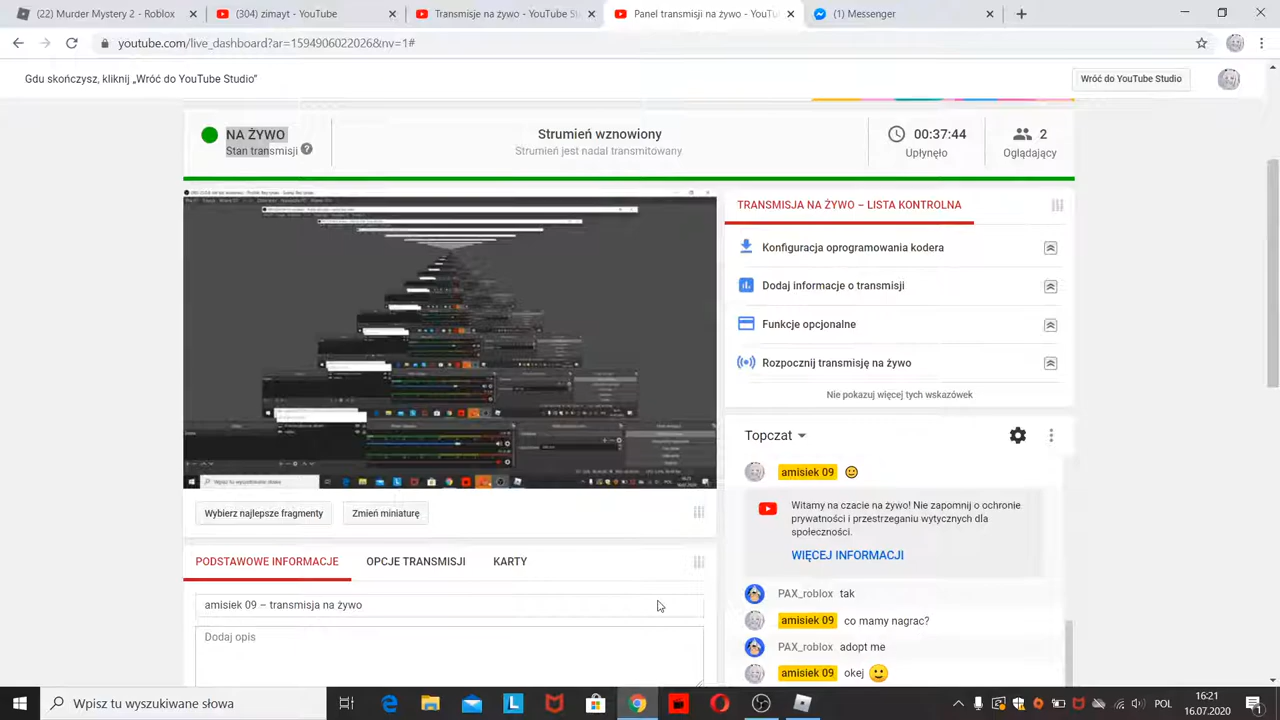 (22) Murder Mystery 2 - Roblox
(304) zimak - YouTube
Transmisje na żywo - YouTube St
Panel transmisji na żywo - YouTu
(1) Messenger
youtube.com/live_dashboard?ar=1594906022026&nv=1#
Gdu skończysz, kliknij „Wróć do YouTube Studio”
Wróć do YouTube Studio
NA ŻYWO
Stan transmisji
Strumień wznowiony
Strumień jest nadal transmitowany.
00:37:44
Upłynęło
2
Oglądający
TRANSMISJA NA ŻYWO – LISTA KONTROLNA
Konfiguracja oprogramowania kodera
Dodaj informacje o transmisji
Funkcje opcjonalne
Rozpocznij transmisję na żywo
Nie pokazuj więcej tych wskazówek
Topczat
amisiek 09
Witamy na czacie na żywo! Nie zapomnij o ochronie
prywatności i przestrzeganiu wytycznych dla
społeczności.
WIĘCEJ INFORMACJI
PAX_roblox tak
amisiek 09 co mamy nagrac?
PAX_roblox adopt me
amisiek 09 okej
Wybierz najlepsze fragmenty
Zmień miniaturę
PODSTAWOWE INFORMACJE
OPCJE TRANSMISJI
KARTY
amisiek 09 – transmisja na żywo
Dodaj opis
Wpisz tu wyszukiwane słowa
POL
16:21
16.07.2020